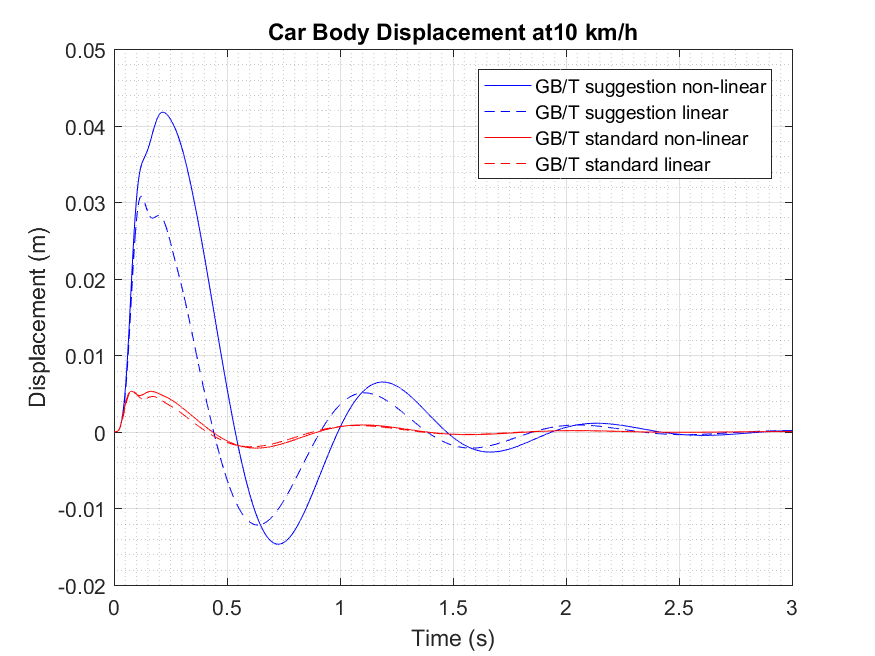 Car Body Displacement at10 km/h
0.05
0.04
0.03
0.02
0.01
0
-0.01
-0.02
Displacement (m)
GB/T suggestion non-linear
GB/T suggestion linear
GB/T standard non-linear
GB/T standard linear
0 0.5 1 1.5 2 2.5 3
Time (s)